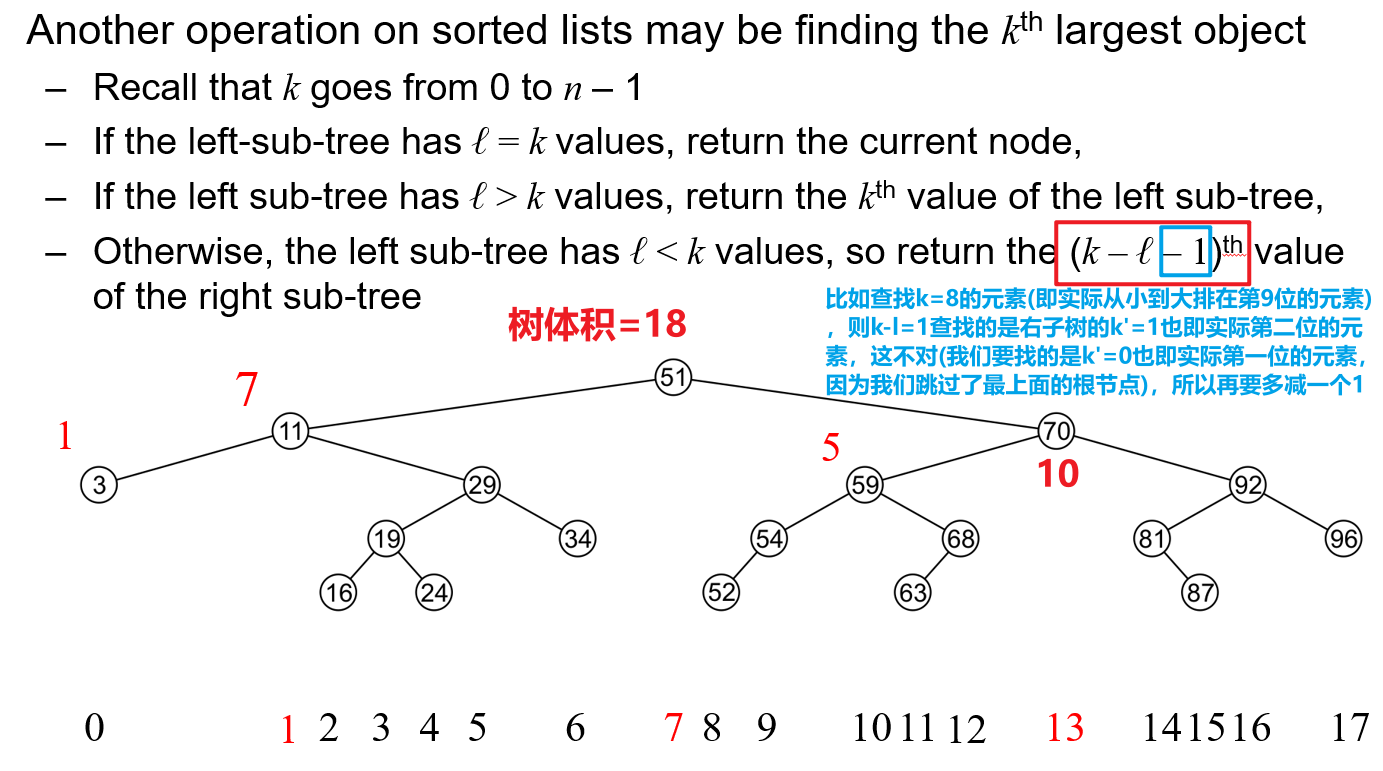 Another operation on sorted lists may be finding the kth largest object
– Recall that k goes from 0 to n – 1
– If the left-sub-tree has ℓ = k values, return the current node,
– If the left sub-tree has ℓ > k values, return the kth value of the left sub-tree,
– Otherwise, the left sub-tree has ℓ < k values, so return the (k – ℓ – 1)th value
of the right sub-tree
比如查找k=8的元素(即实际从小到大排在第9位的元素)
，则k-l=1查找的是右子树的k'=1也即实际第二位的元
素，这不对(我们要找的是k'=0也即实际第一位的元素，
因为我们跳过了最上面的根节点)，所以再要多减一个1
树体积=18
51
7
11 70
1 5
10
3 29 59 92
19 34 54 68 81 96
16 24 52 63 87
0 1 2 3 4 5 6 7 8 9 10 11 12 13 14 15 16 17